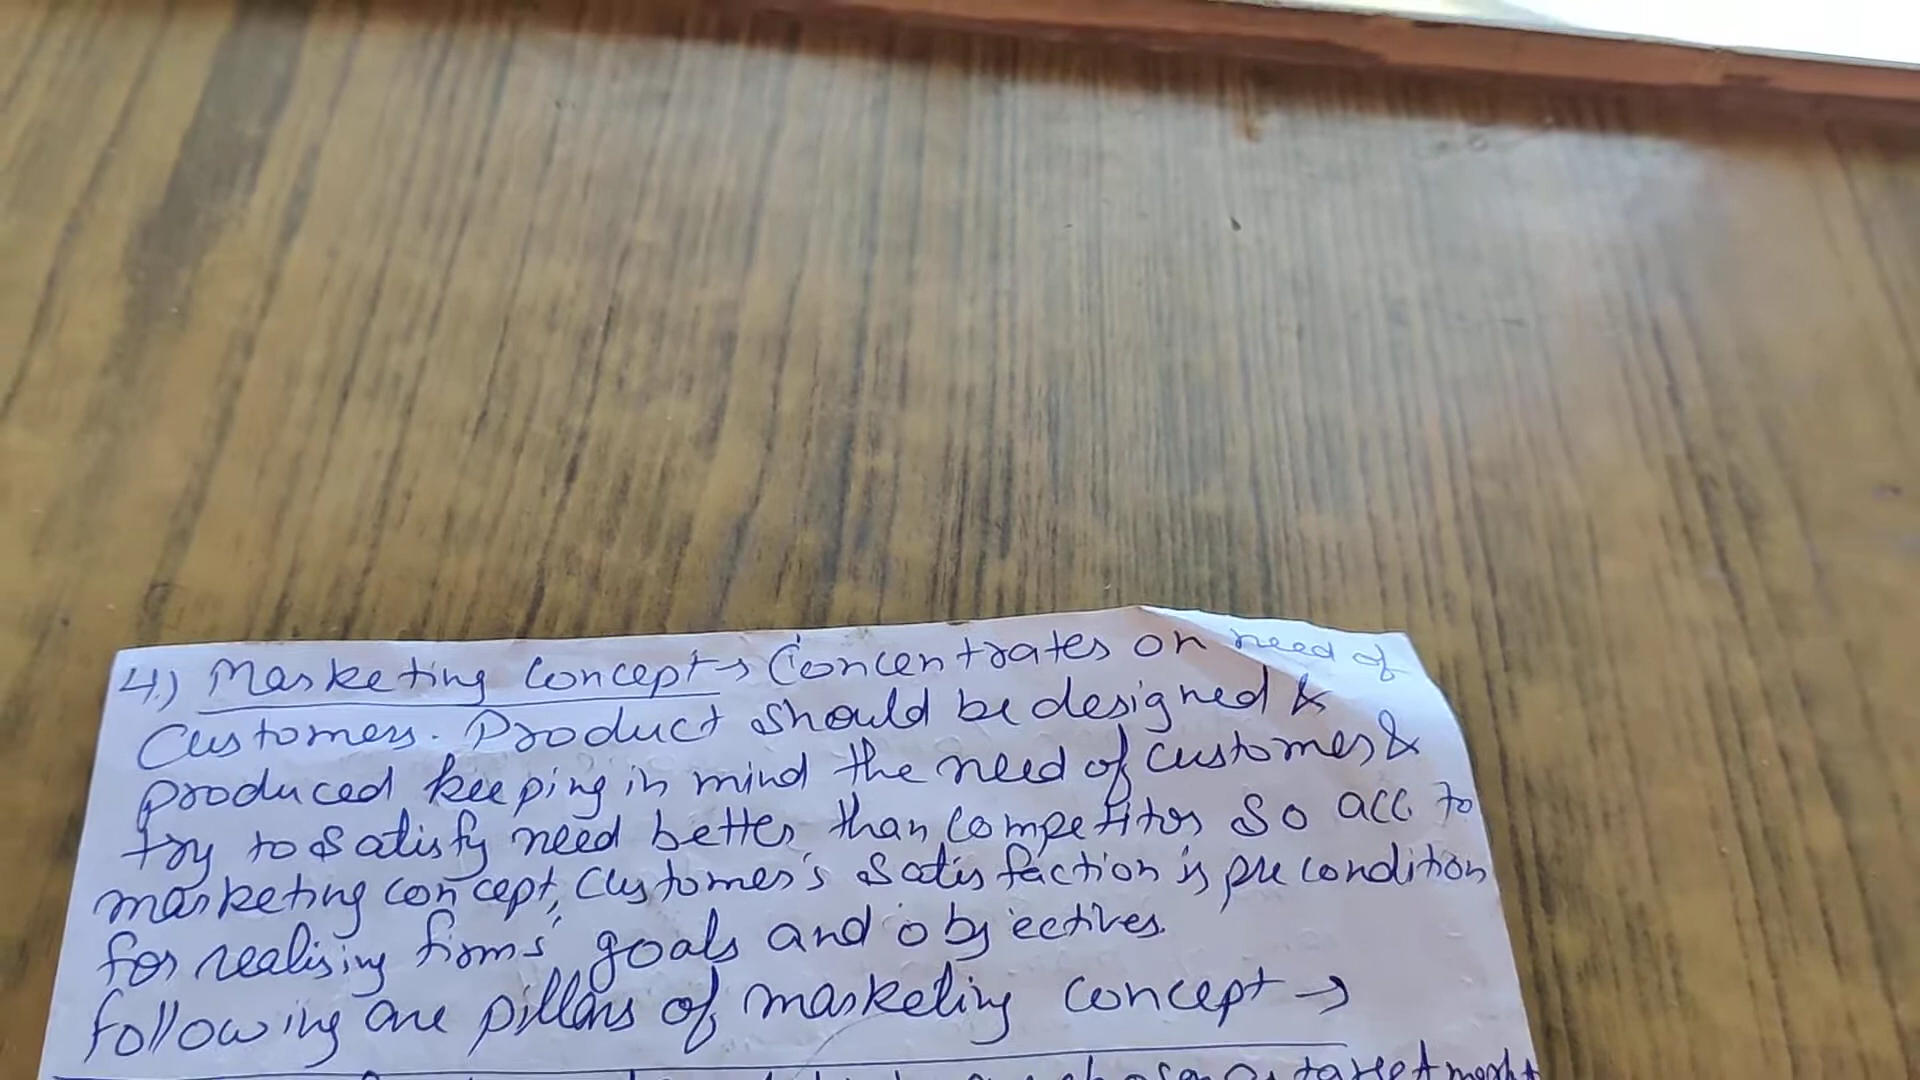 4.) Marketing Concept → Concentrates on need of
Customers. Product should be designed &
produced keeping in mind the need of customers &
try to satisfy need better than competitors So acc to
marketing concept, Customer's Satisfaction is pre condition
for realising firms' goals and objectives.
following are pillars of marketing concept →
target